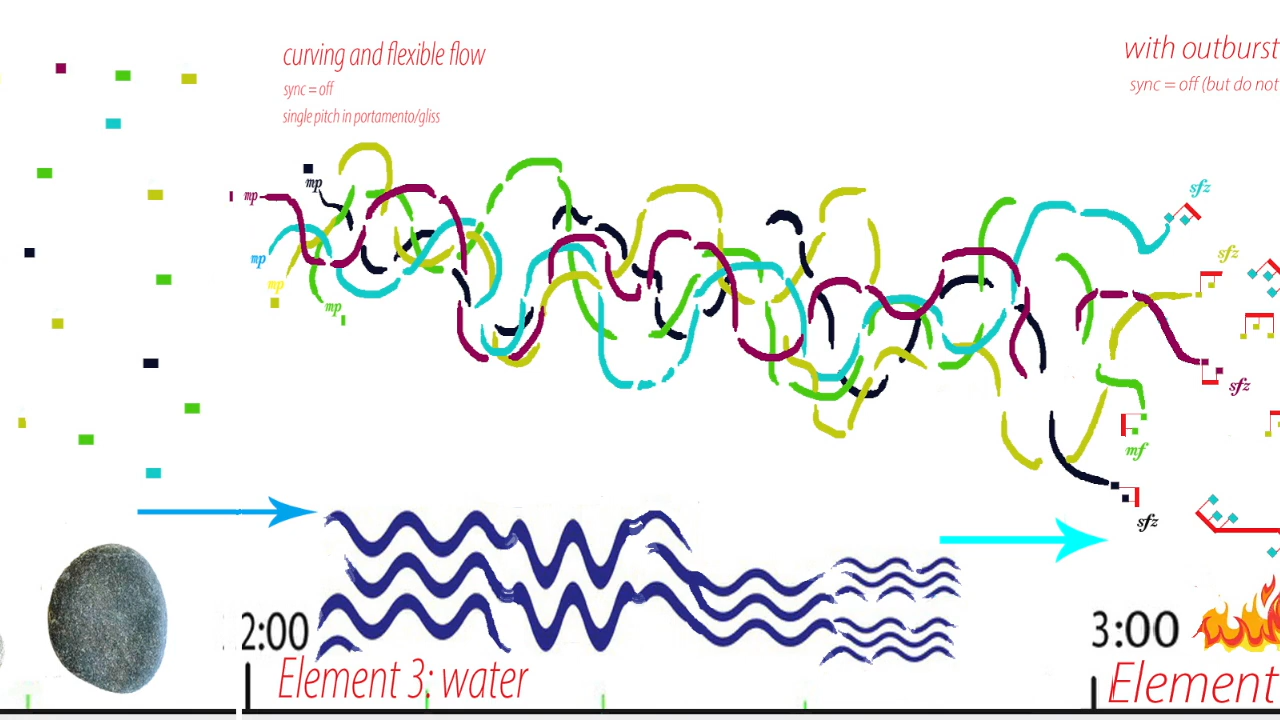 curving and flexible flow
sync = off
single pitch in portamento/gliss
with outburst
sync = off (but do not
mp
mp
mp
mp
mp
sfz
sfz
sfz
mf
sfz
2:00
Element 3: water
3:00
Element